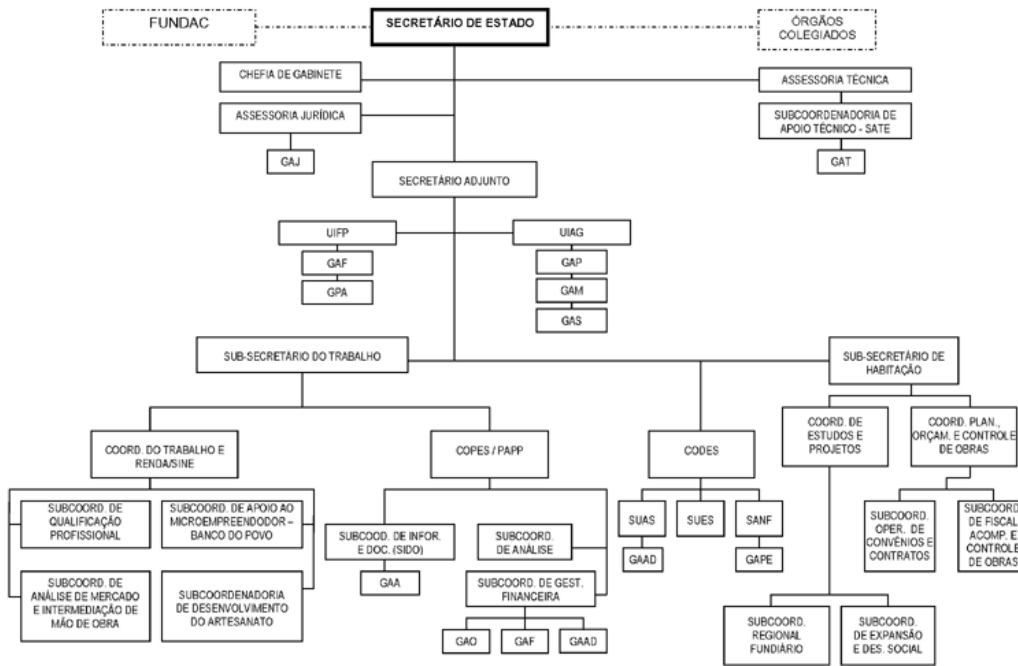 FUNDAC
SECRETÁRIO DE ESTADO
ÓRGÃOS
COLEGIADOS
CHEFIA DE GABINETE
ASSESSORIA TÉCNICA
ASSESSORIA JURÍDICA
SUBCOORDENADORIA DE
APOIO TÉCNICO - SATE
GAJ
GAT
SECRETÁRIO ADJUNTO
UIFP
UIAG
GAF
GAP
GPA
GAM
GAS
SUB-SECRETÁRIO DO TRABALHO
SUB-SECRETÁRIO DE
HABITAÇÃO
COORD. DO TRABALHO E
RENDA/SINE
COPES / PAPP
CODES
COORD. DE
ESTUDOS E
PROJETOS
COORD. PLAN.,
ORÇAM. E CONTROLE
DE OBRAS
SUBCOORD. DE
QUALIFICAÇÃO
PROFISSIONAL
SUBCOORD. DE APOIO AO
MICROEMPREENDODOR –
BANCO DO POVO
SUBCOOD. DE INFOR.
E DOC. (SIDO)
GAA
SUBCOORD.
DE ANÁLISE
SUAS
SUES
SANF
GAAD
GAPE
SUBCOORD.
OPER. DE
CONVÊNIOS E
CONTRATOS
SUBCOORD.
DE FISCAL.
ACOMP. E
CONTROLE
DE OBRAS
SUBCOORD. DE
ANÁLISE DE MERCADO
E INTERMEDIAÇÃO DE
MÃO DE OBRA
SUBCOORDENADORIA
DE DESENVOLVIMENTO
DO ARTESANATO
SUBCOORD. DE GEST.
FINANCEIRA
GAO
GAF
GAAD
SUBCOORD.
REGIONAL
FUNDIÁRIO
SUBCOORD.
DE EXPANSÃO
E DES. SOCIAL